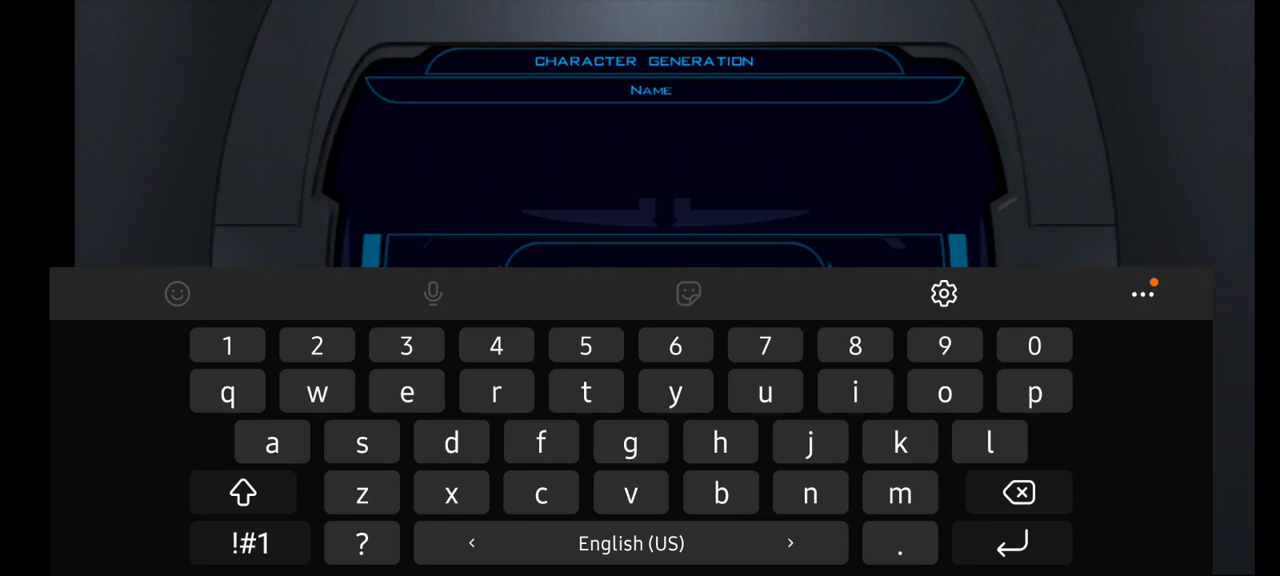 CHARACTER GENERATION
NAME
1 2 3 4 5 6 7 8 9 0
q w e r t y u i o p
a s d f g h j k l
z x c v b n m
!#1 ? < English (US) > .